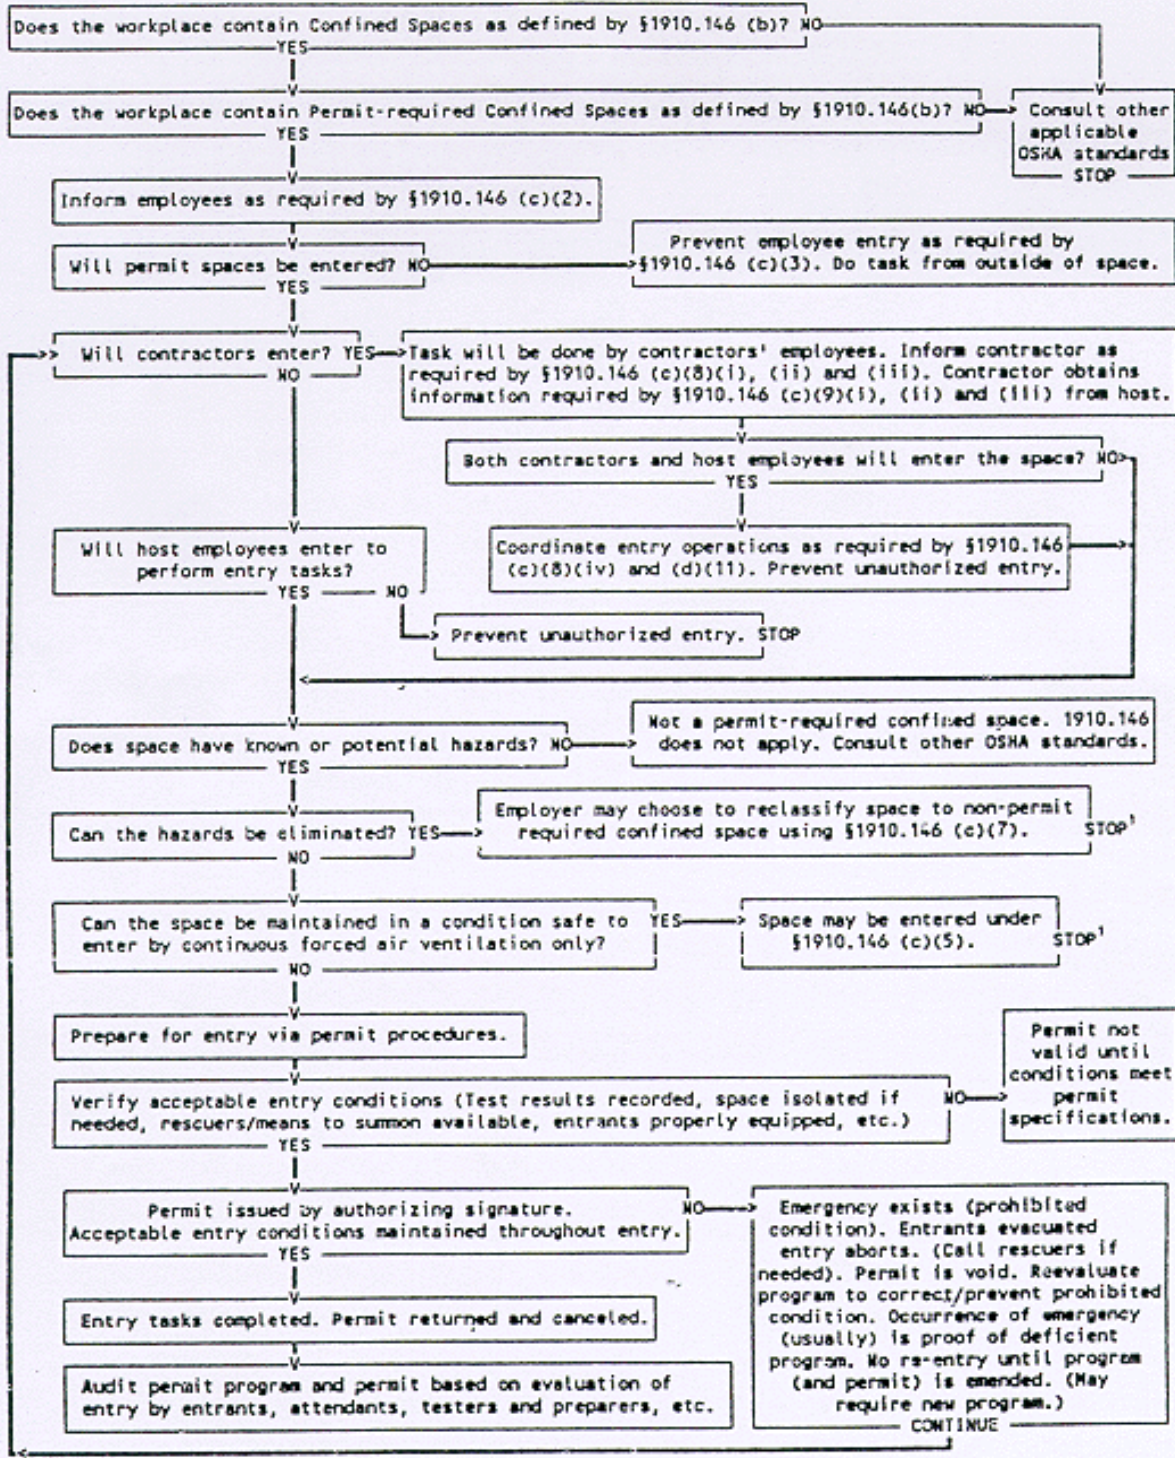 Does the workplace contain Confined Spaces as defined by §1910.146 (b)? NO
YES
Does the workplace contain Permit-required Confined Spaces as defined by §1910.146(b)? NO
YES
Consult other
applicable
OSHA standards
STOP
Inform employees as required by §1910.146 (c)(2).
Will permit spaces be entered? NO
YES
Prevent employee entry as required by
§1910.146 (c)(3). Do task from outside of space.
Will contractors enter? YES
NO
Task will be done by contractors' employees. Inform contractor as
required by §1910.146 (c)(8)(i), (ii) and (iii). Contractor obtains
information required by §1910.146 (c)(9)(i), (ii) and (iii) from host.
Both contractors and host employees will enter the space? NO
YES
Will host employees enter to
perform entry tasks?
YES
NO
Coordinate entry operations as required by §1910.146
(c)(8)(iv) and (d)(11). Prevent unauthorized entry.
Prevent unauthorized entry. STOP
Does space have known or potential hazards? NO
YES
Not a permit-required confined space. 1910.146
does not apply. Consult other OSHA standards.
Can the hazards be eliminated? YES
NO
Employer may choose to reclassify space to non-permit
required confined space using §1910.146 (c)(7).
STOP¹
Can the space be maintained in a condition safe to
enter by continuous forced air ventilation only?
YES
NO
Space may be entered under
§1910.146 (c)(5).
STOP¹
Prepare for entry via permit procedures.
Verify acceptable entry conditions (Test results recorded, space isolated if
needed, rescuers/means to summon available, entrants properly equipped, etc.)
NO
YES
Permit not
valid until
conditions meet
permit
specifications.
Permit issued by authorizing signature.
Acceptable entry conditions maintained throughout entry.
NO
YES
Emergency exists (prohibited
condition). Entrants evacuated
entry aborts. (Call rescuers if
needed). Permit is void. Reevaluate
program to correct/prevent prohibited
condition. Occurrence of emergency
(usually) is proof of deficient
program. No re-entry until program
(and permit) is emended. (May
require new program.)
CONTINUE
Entry tasks completed. Permit returned and canceled.
Audit permit program and permit based on evaluation of
entry by entrants, attendants, testers and preparers, etc.